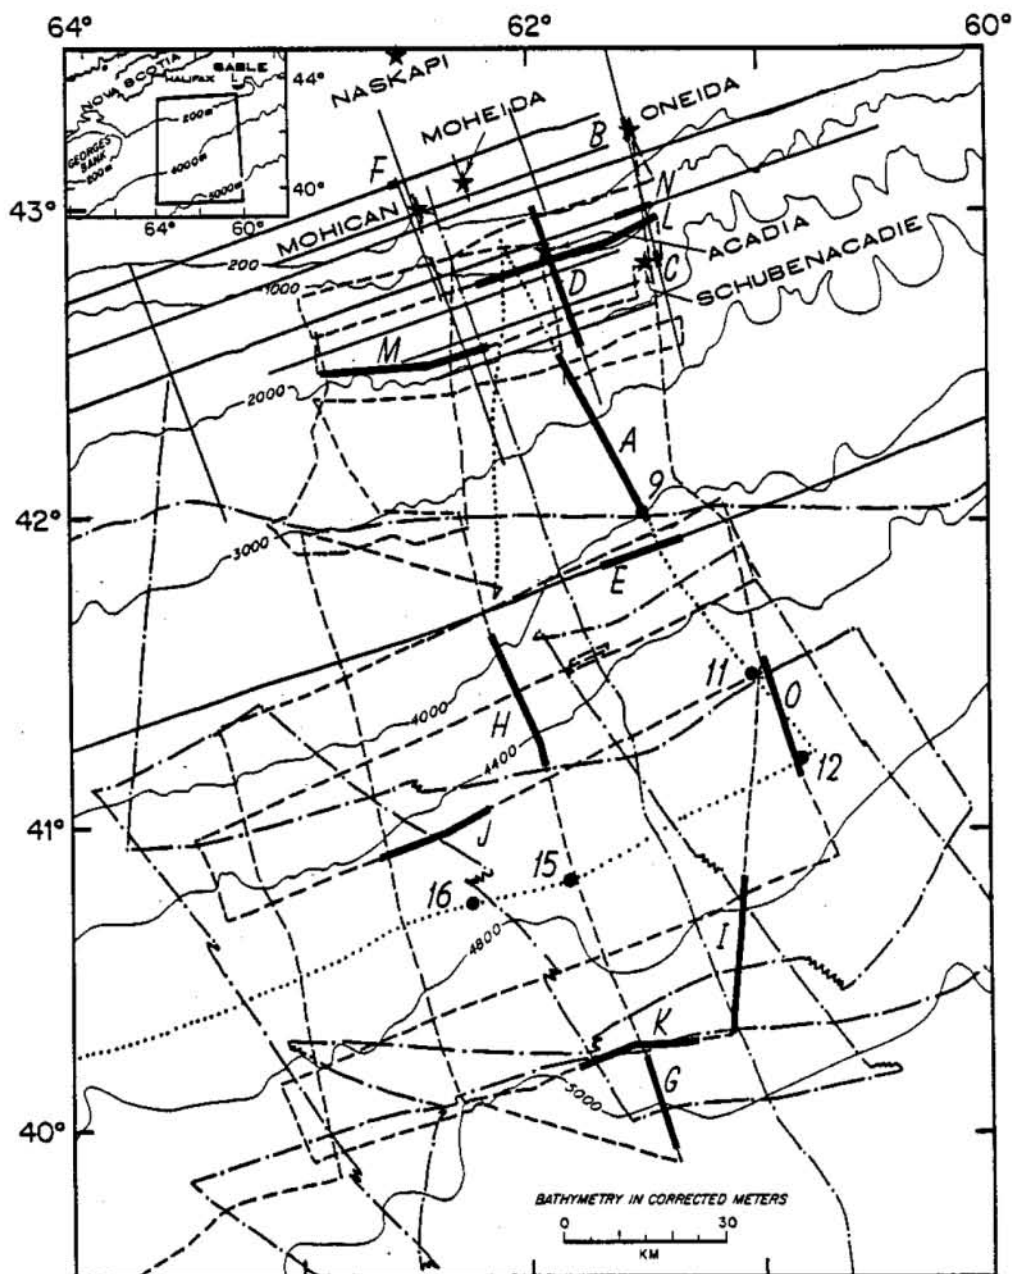 64°
62°
60°
NOVA SCOTIA
HALIFAX
SABLE
44°
GEORGES
BANK
200m
200m
4000m
5000m
40°
64°
60°
NASKAPI
MOHEIDA
B
ONEIDA
F
43°
MOHICAN
N
L
ACADIA
200
1000
D
C
SCHUBENACADIE
M
2000
A
9
42°
3000
E
11
O
4000
H
4400
12
41°
J
15
16
4800
I
K
G
5000
40°
BATHYMETRY IN CORRECTED METERS
0 30
KM